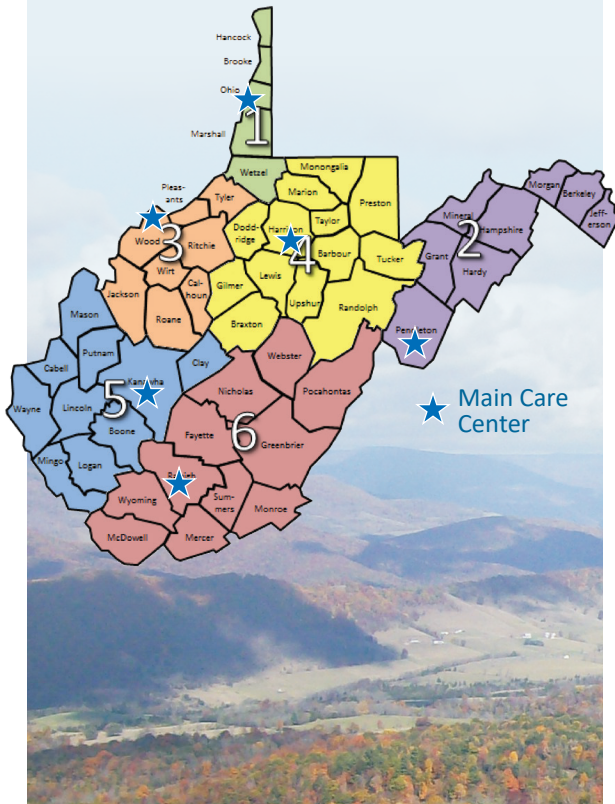 Hancock
Brooke
Ohio
Marshall
1
Wetzel
Monongalia
Pleas-
ants
Tyler
Marion
Preston
Morgan
Berkeley
Jeff-
erson
Wood
3
Ritchie
Dodd-
ridge
Harrison
Taylor
4
Barbour
Tucker
Mineral
Hampshire
2
Grant
Hardy
Wirt
Cal-
houn
Gilmer
Lewis
Upshur
Randolph
Jackson
Roane
Braxton
Pendleton
Mason
Putnam
Clay
Webster
Cabell
Kanawha
Nicholas
Pocahontas
Wayne
Lincoln
5
Boone
Fayette
6
Greenbrier
Mingo
Logan
Raleigh
Wyoming
Sum-
mers
Monroe
McDowell
Mercer
Main Care
Center